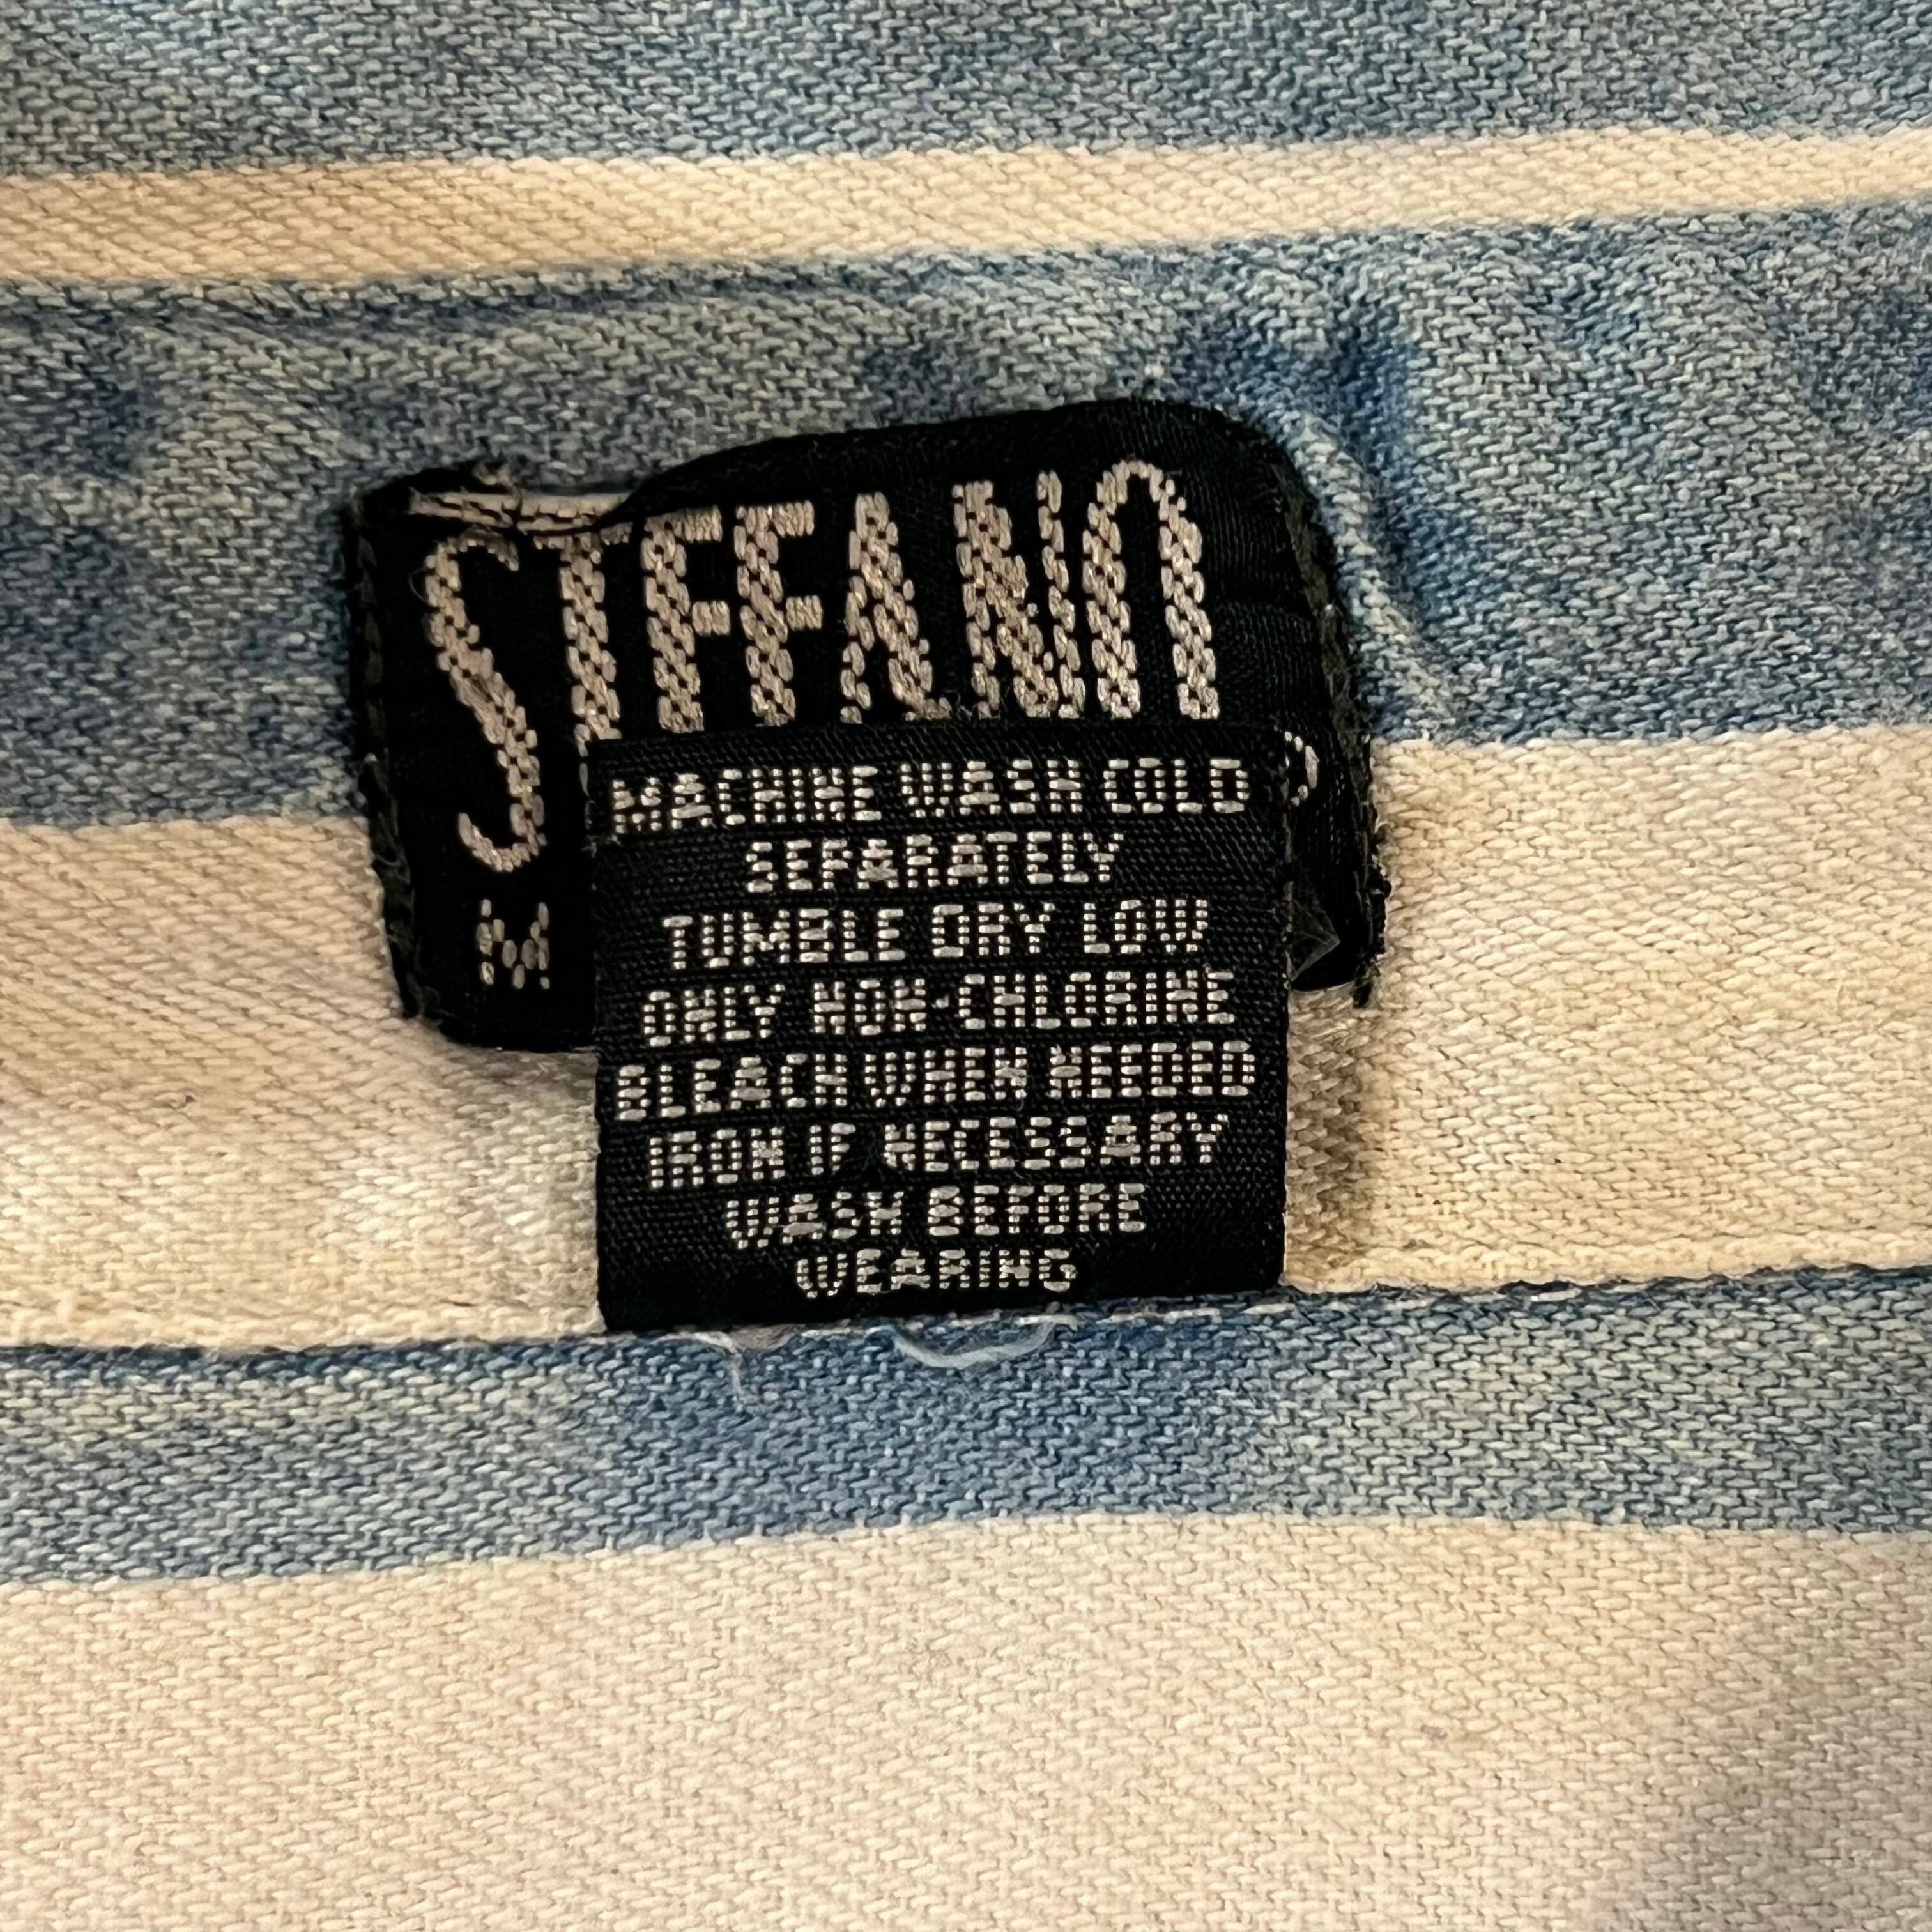 STEFANO
M
MACHINE WASH COLD
SEPARATELY
TUMBLE DRY LOW
ONLY NON-CHLORINE
BLEACH WHEN NEEDED
IRON IF NECESSARY
WASH BEFORE
WEARING